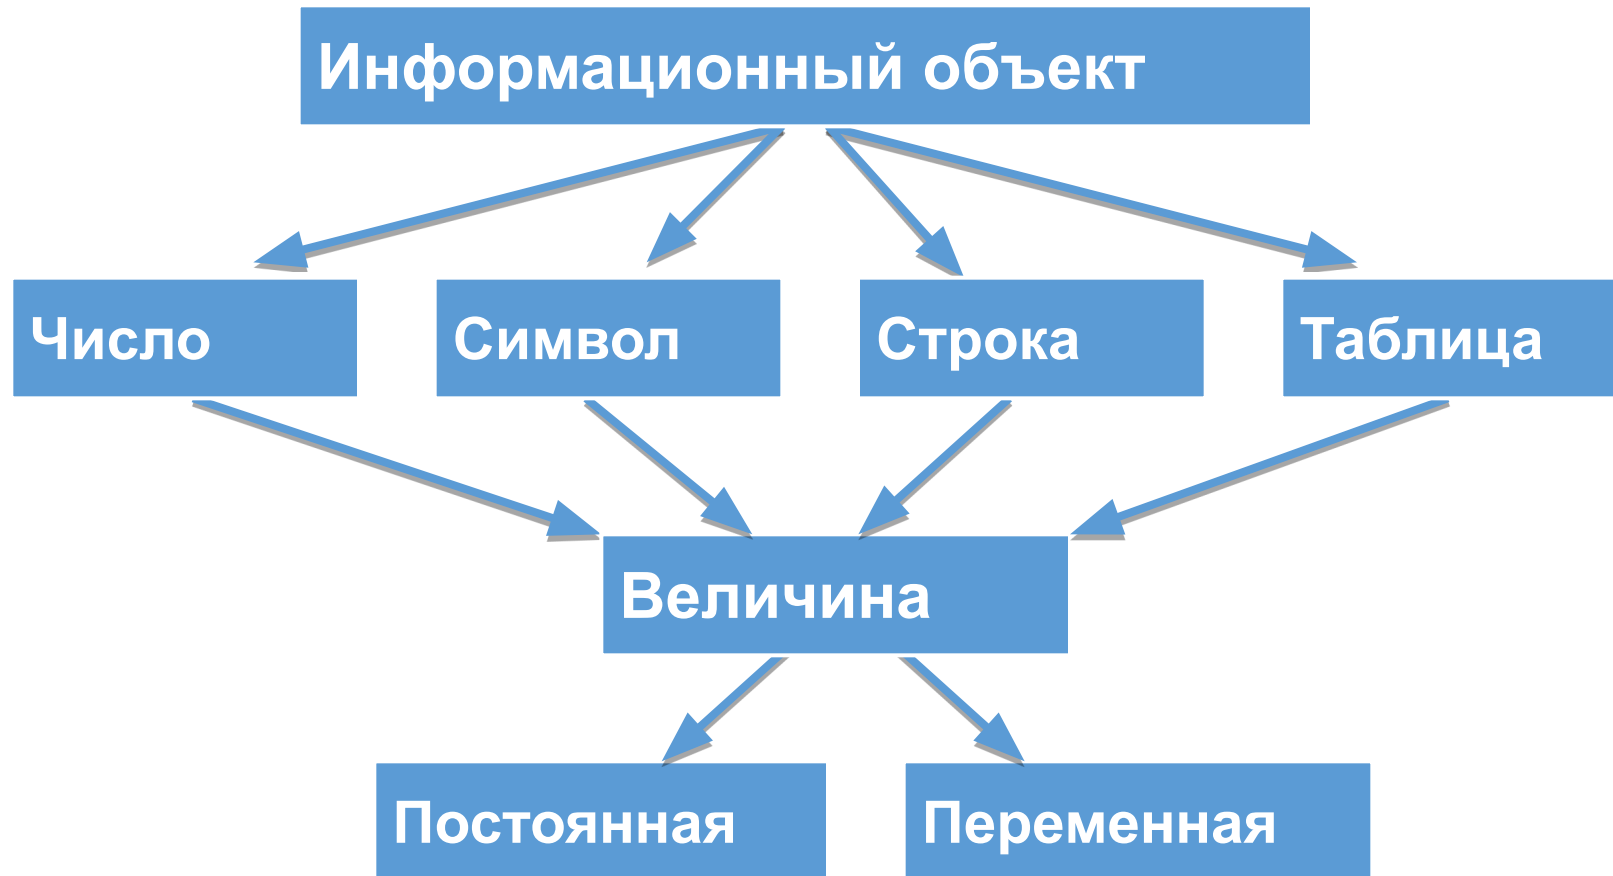 Информационный объект
Число
Символ
Строка
Таблица
Величина
Постоянная
Переменная